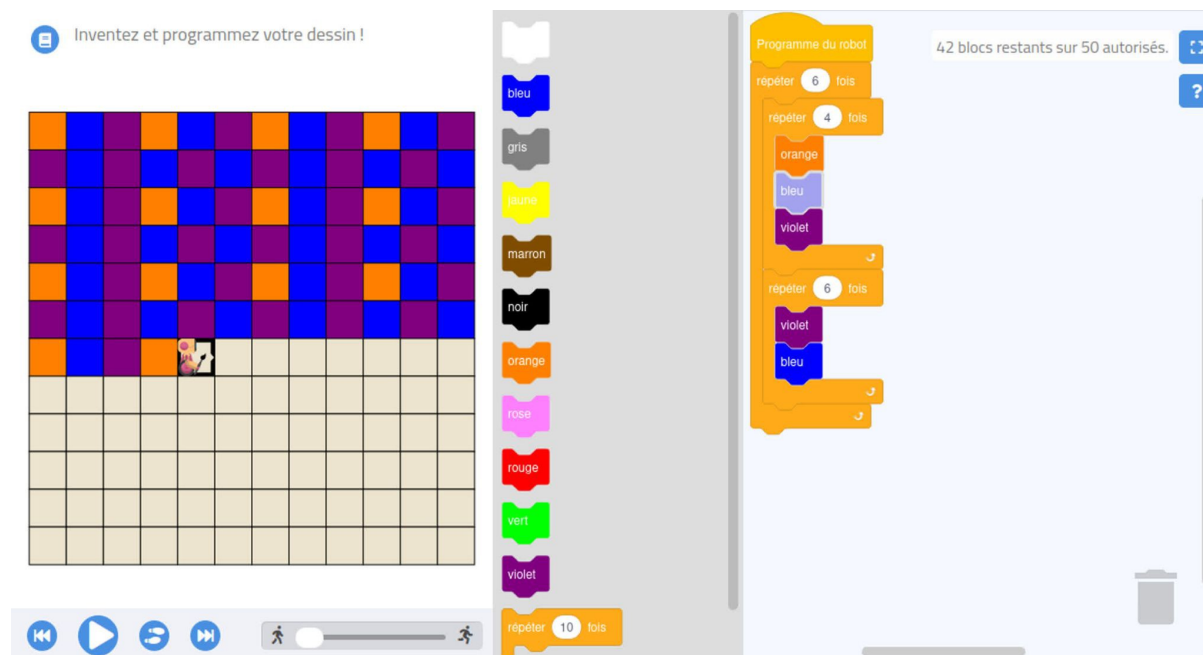 Inventez et programmez votre dessin !
bleu
gris
jaune
marron
noir
orange
rose
rouge
vert
violet
répéter 10 fois
Programme du robot
répéter 6 fois
répéter 4 fois
orange
bleu
violet
répéter 6 fois
violet
bleu
42 blocs restants sur 50 autorisés.
?